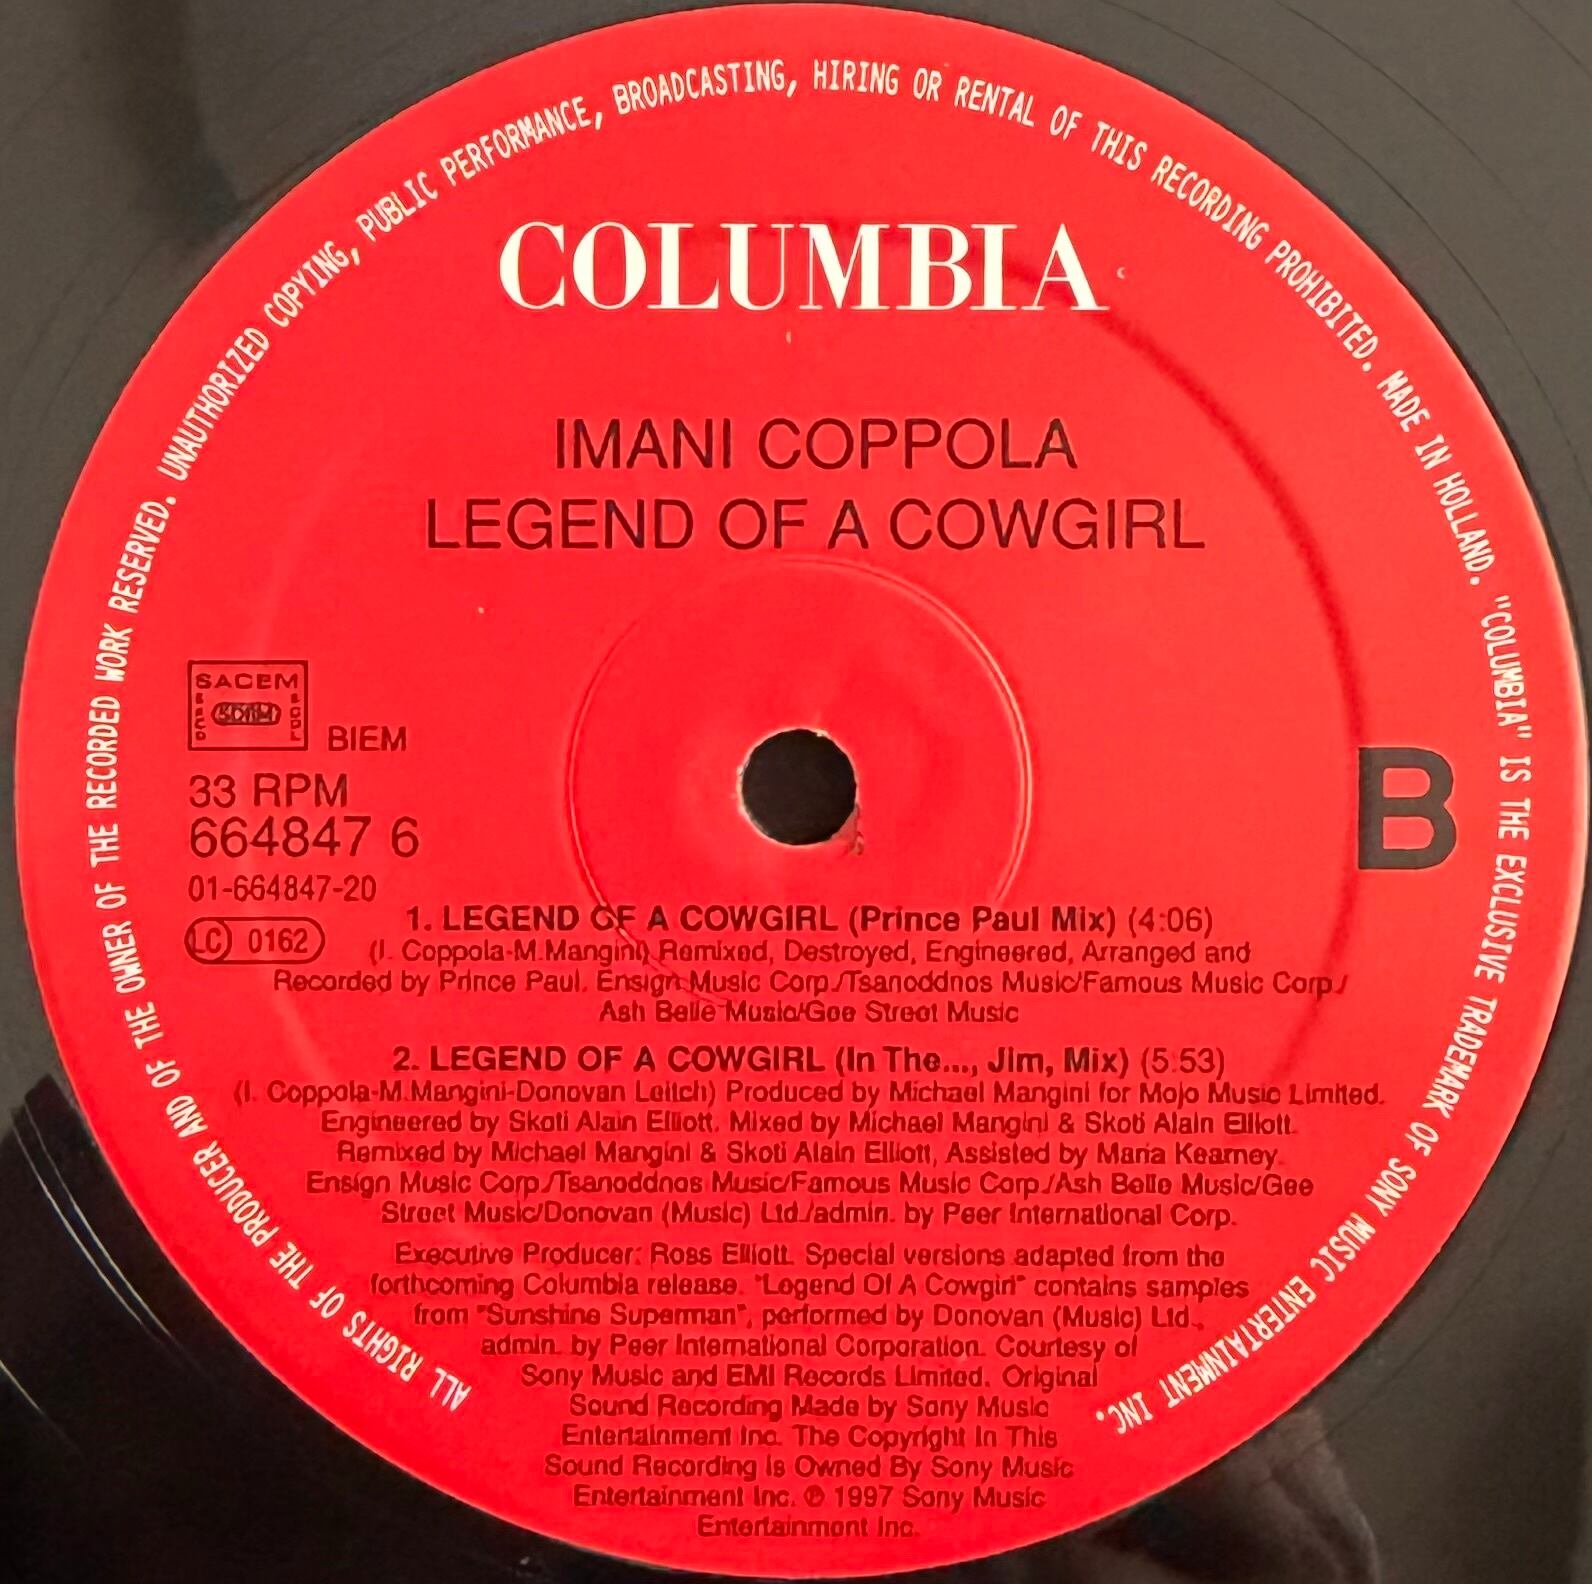 ALL RIGHTS OF THE PRODUCER AND OF THE OWNER OF THE RECORDED WORK RESERVED. UNAUTHORIZED COPYING, PUBLIC PERFORMANCE, BROADCASTING, HIRING OR RENTAL OF THIS RECORDING PROHIBITED. MADE IN HOLLAND. "COLUMBIA" IS THE EXCLUSIVE TRADEMARK OF SONY MUSIC ENTERTAINMENT INC.
COLUMBIA
IMANI COPPOLA
LEGEND OF A COWGIRL
SACEM
BIEM
33 RPM
664847 6
01-664847-20
LC 0162
B
1. LEGEND OF A COWGIRL (Prince Paul Mix) (4:06)
(I. Coppola-M.Mangini) Remixed, Destroyed, Engineered, Arranged and
Recorded by Prince Paul. Ensign Music Corp./Tsanoddnos Music/Famous Music Corp./
Ash Belle Music/Gee Street Music
2. LEGEND OF A COWGIRL (In The..., Jim, Mix) (5:53)
(I. Coppola-M.Mangini-Donovan Leitch) Produced by Michael Mangini for Mojo Music Limited.
Engineered by Skoti Alain Elliott. Mixed by Michael Mangini & Skoti Alain Elliott.
Remixed by Michael Mangini & Skoti Alain Elliott, Assisted by Maria Kearney.
Ensign Music Corp./Tsanoddnos Music/Famous Music Corp./Ash Belle Music/Gee
Street Music/Donovan (Music) Ltd./admin. by Peer International Corp.
Executive Producer: Ross Elliott. Special versions adapted from the
forthcoming Columbia release. "Legend Of A Cowgirl" contains samples
from "Sunshine Superman", performed by Donovan (Music) Ltd.,
admin. by Peer International Corporation. Courtesy of
Sony Music and EMI Records Limited. Original
Sound Recording Made by Sony Music
Entertainment Inc. The Copyright In This
Sound Recording Is Owned By Sony Music
Entertainment Inc. ℗ 1997 Sony Music
Entertainment Inc.